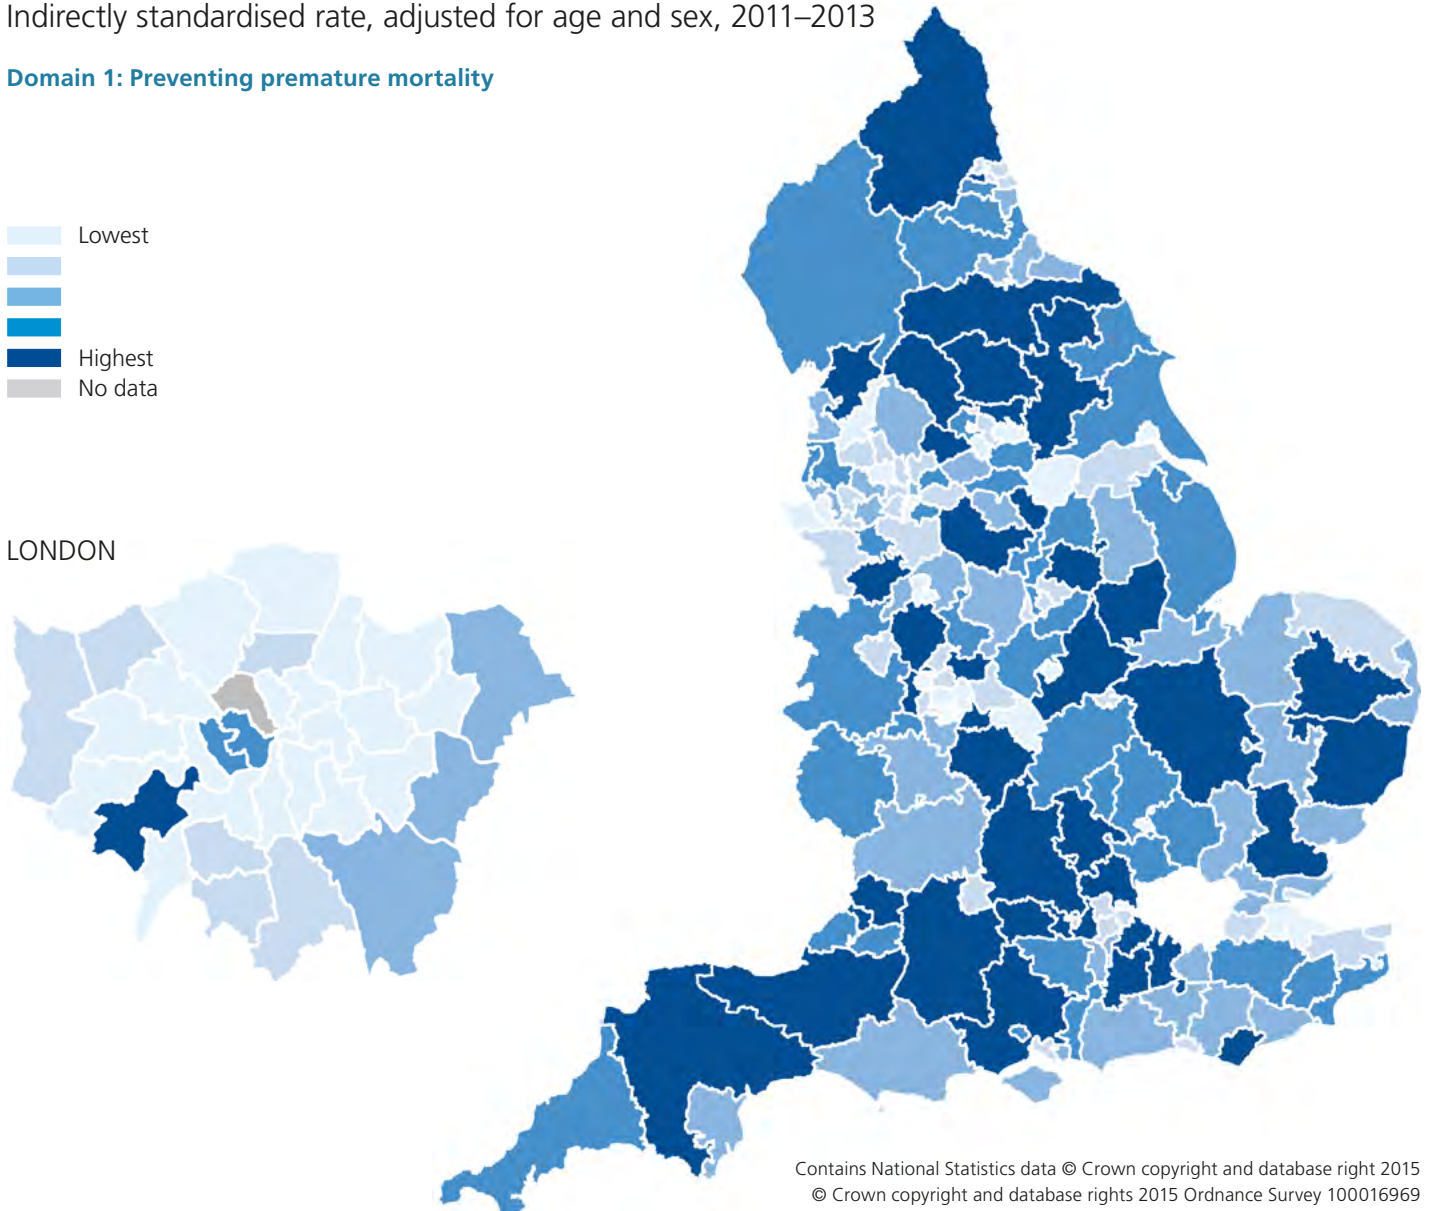 Indirectly standardised rate, adjusted for age and sex, 2011–2013
Domain 1: Preventing premature mortality
Lowest
Highest
No data
LONDON
Contains National Statistics data © Crown copyright and database right 2015
© Crown copyright and database rights 2015 Ordnance Survey 100016969